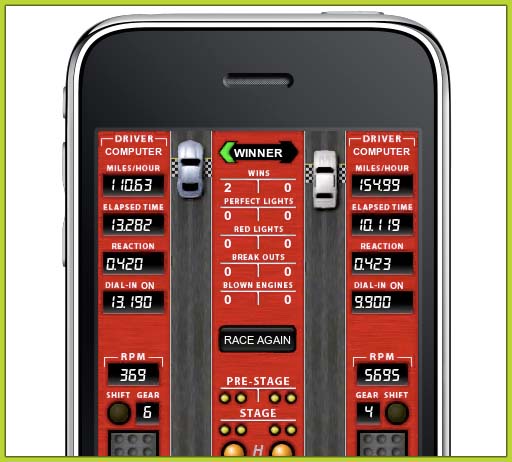 DRIVER
COMPUTER
MILES/HOUR
110.63
ELAPSED TIME
13.282
REACTION
0.420
DIAL-IN ON
13.190
RPM
369
SHIFT GEAR
6
WINNER
WINS
2 0
PERFECT LIGHTS
0 0
RED LIGHTS
0 0
BREAK OUTS
0 0
BLOWN ENGINES
0 0
RACE AGAIN
PRE-STAGE
STAGE
H
DRIVER
COMPUTER
MILES/HOUR
154.99
ELAPSED TIME
10.119
REACTION
0.423
DIAL-IN ON
9.900
RPM
5695
GEAR SHIFT
4